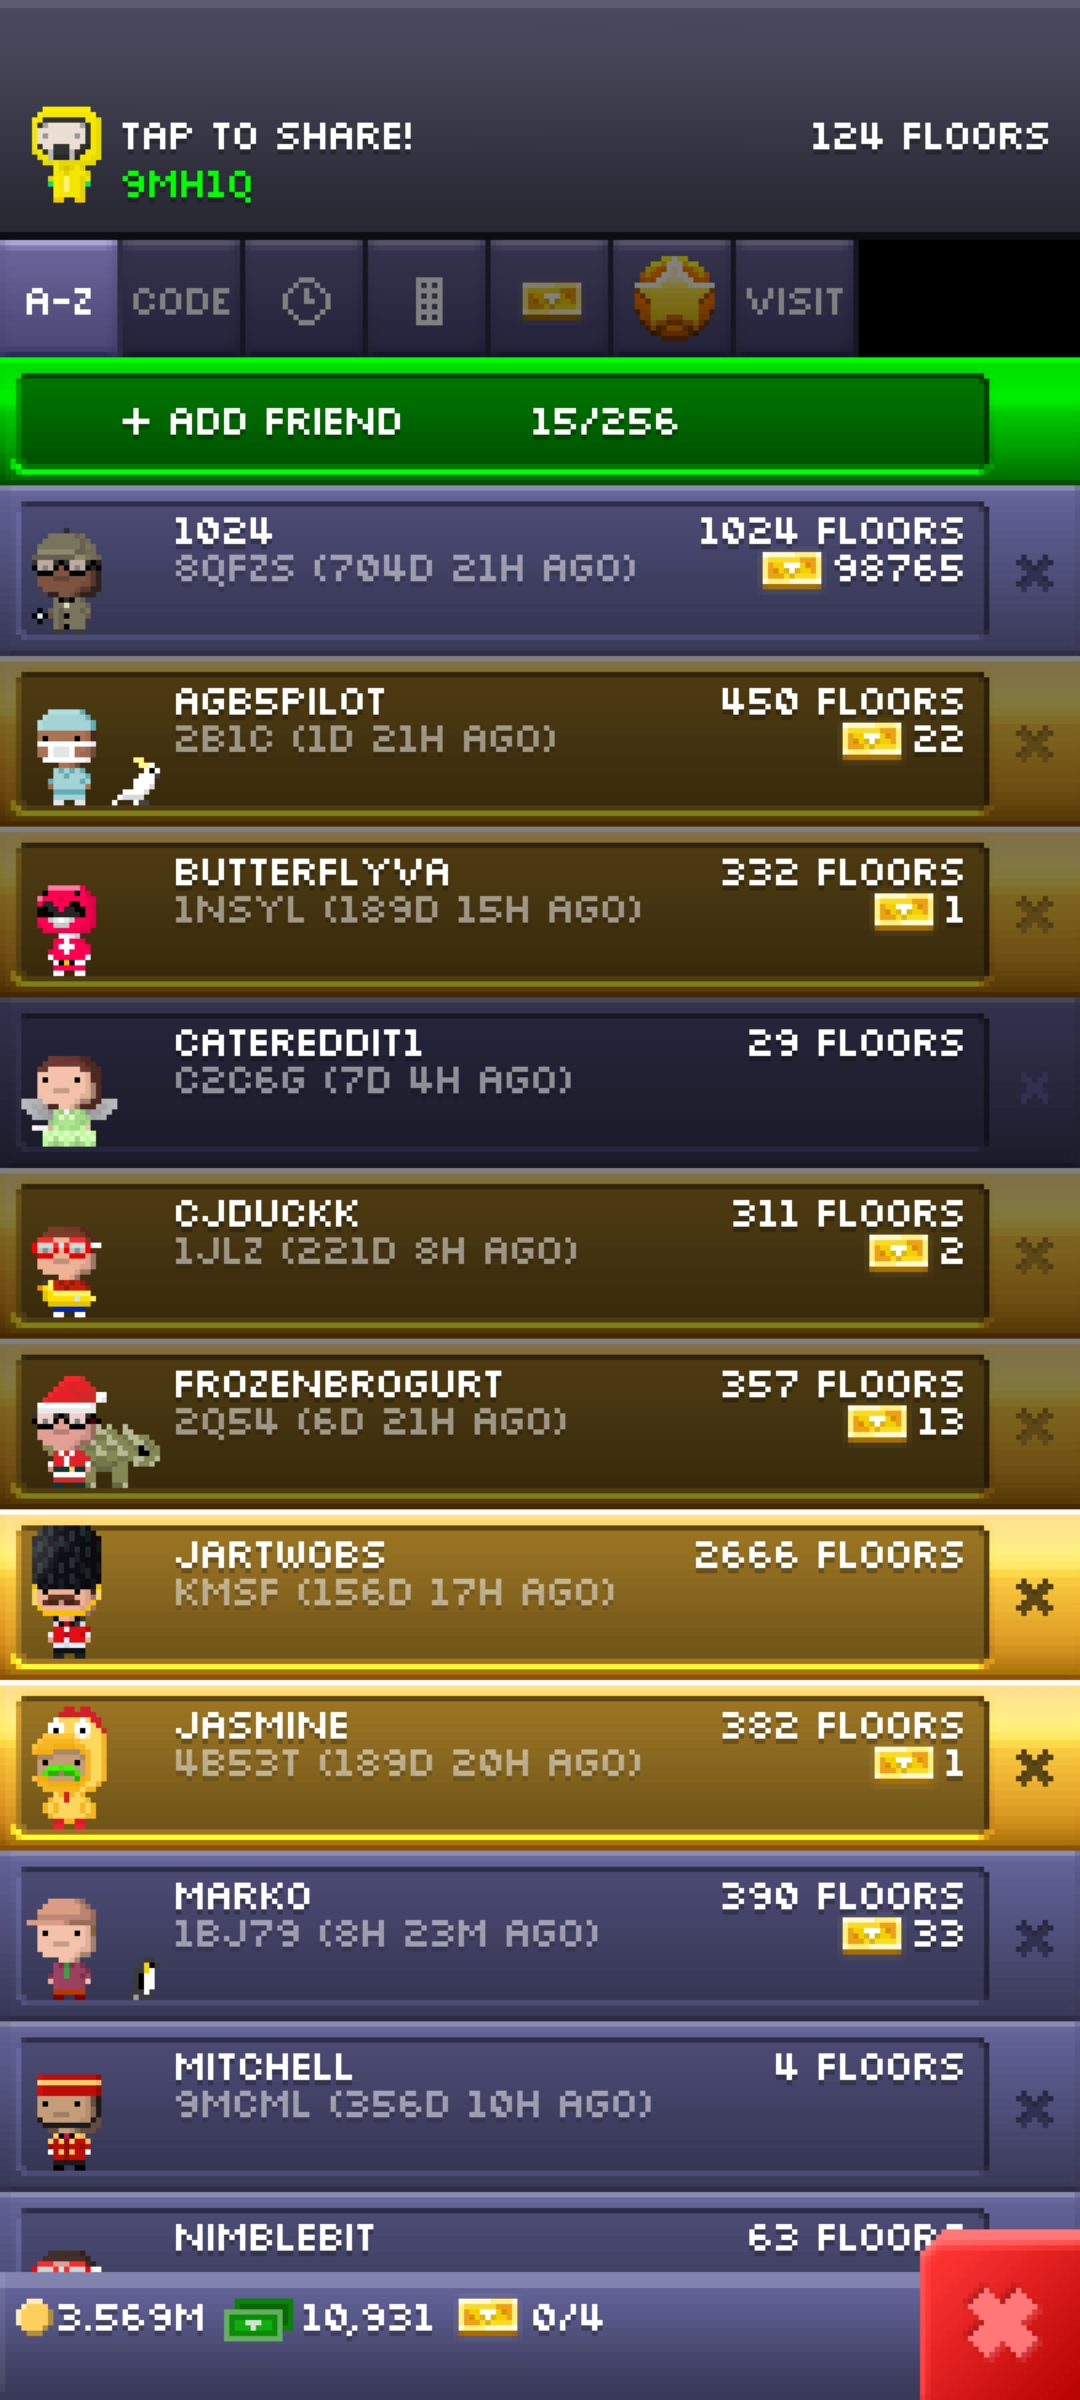 TAP TO SHARE! 124 FLOORS
9MH1Q
A-Z CODE VISIT
+ ADD FRIEND 15/256
1024 1024 FLOORS
8QFZS (704D 21H AGO) 98765
AGB5PILOT 450 FLOORS
2B1C (1D 21H AGO) 22
BUTTERFLYVA 332 FLOORS
1NSYL (189D 15H AGO) 1
CATEREDDIT1 29 FLOORS
C2C6G (7D 4H AGO)
CJDUCKK 311 FLOORS
1JLZ (221D 8H AGO) 2
FROZENBROGURT 357 FLOORS
2Q54 (6D 21H AGO) 13
JARTWOBS 2666 FLOORS
KMSF (156D 17H AGO)
JASMINE 382 FLOORS
4B53T (189D 20H AGO) 1
MARKO 390 FLOORS
1BJ79 (8H 23M AGO) 33
MITCHELL 4 FLOORS
9MCML (356D 10H AGO)
NIMBLEBIT 63 FLOORS
3.569M 10,931 0/4